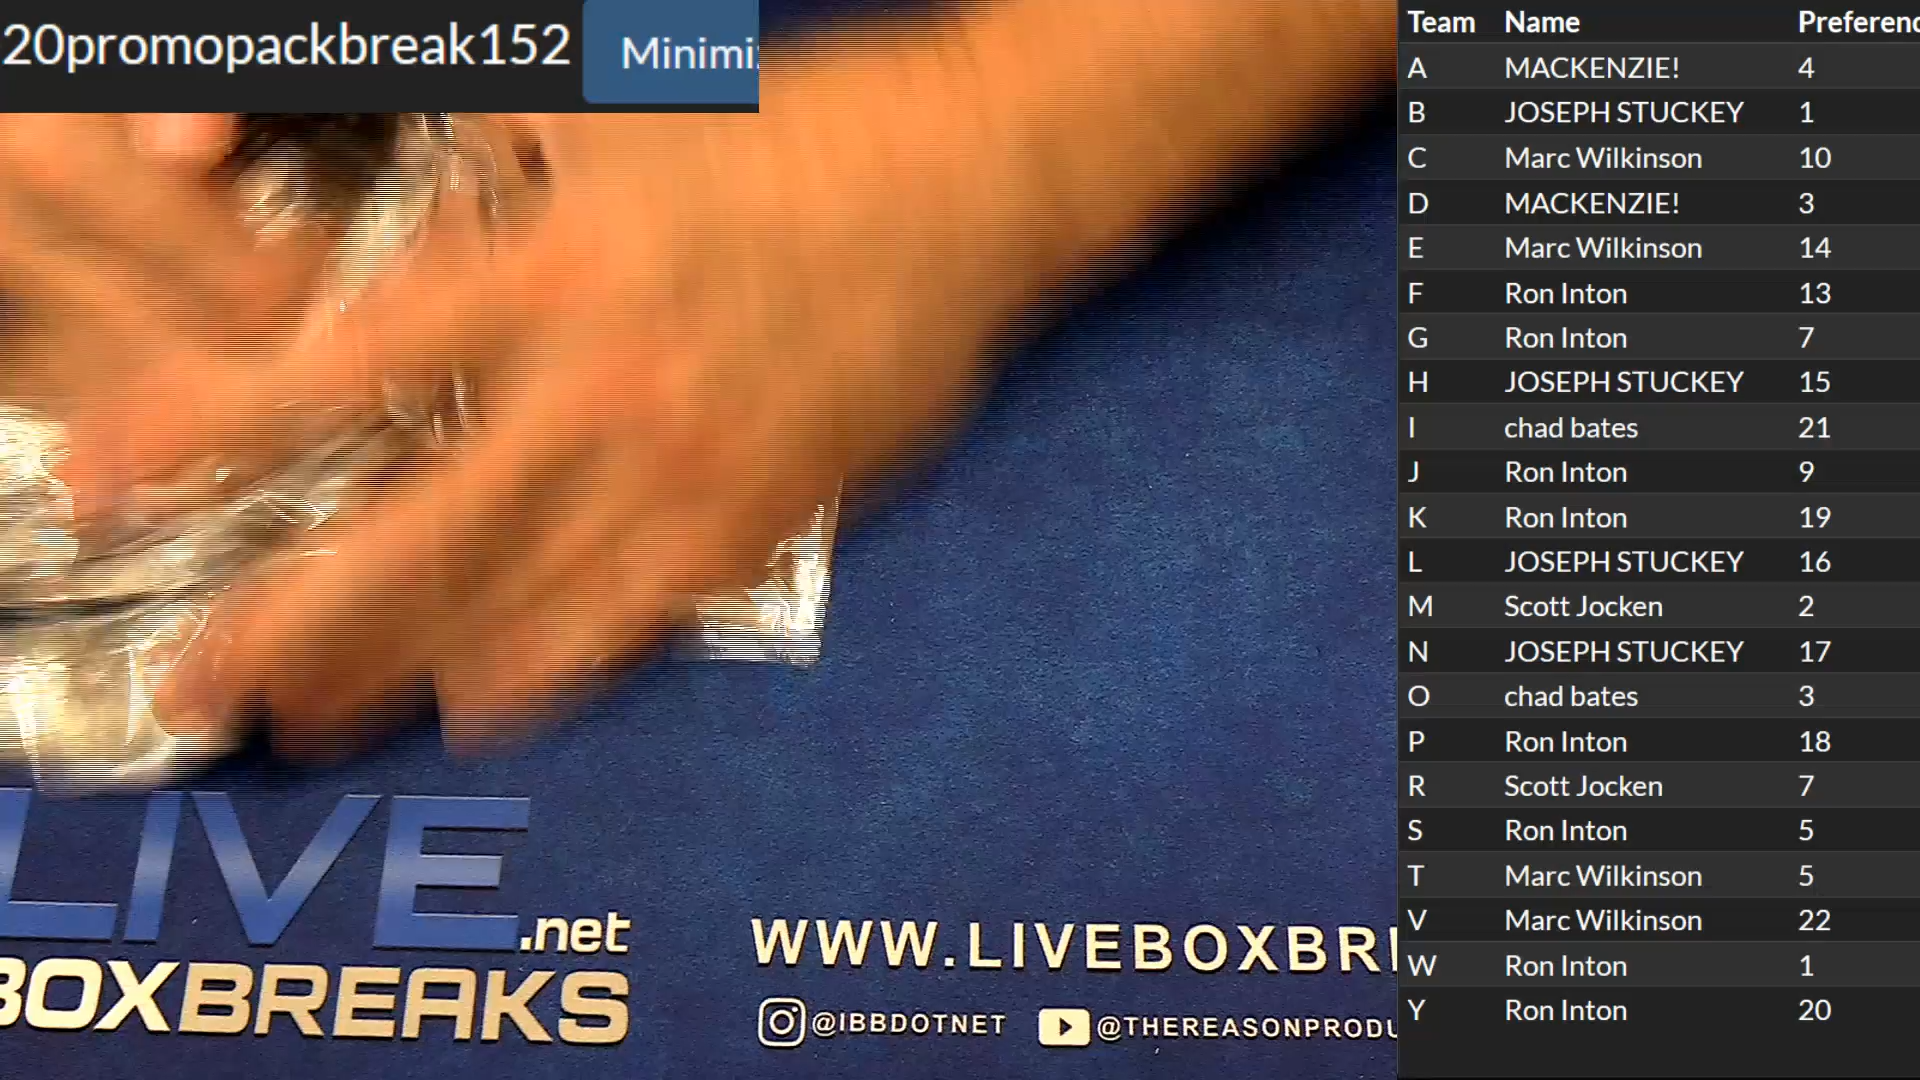 20promopackbreak152
Minimi
Team Name Preferenc
A MACKENZIE! 4
B JOSEPH STUCKEY 1
C Marc Wilkinson 10
D MACKENZIE! 3
E Marc Wilkinson 14
F Ron Inton 13
G Ron Inton 7
H JOSEPH STUCKEY 15
I chad bates 21
J Ron Inton 9
K Ron Inton 19
L JOSEPH STUCKEY 16
M Scott Jocken 2
N JOSEPH STUCKEY 17
O chad bates 3
P Ron Inton 18
R Scott Jocken 7
S Ron Inton 5
T Marc Wilkinson 5
V Marc Wilkinson 22
W Ron Inton 1
Y Ron Inton 20
LIVE.net
BOXBREAKS
WWW.LIVEBOXBR
@IBBDOTNET @THEREASONPRODU